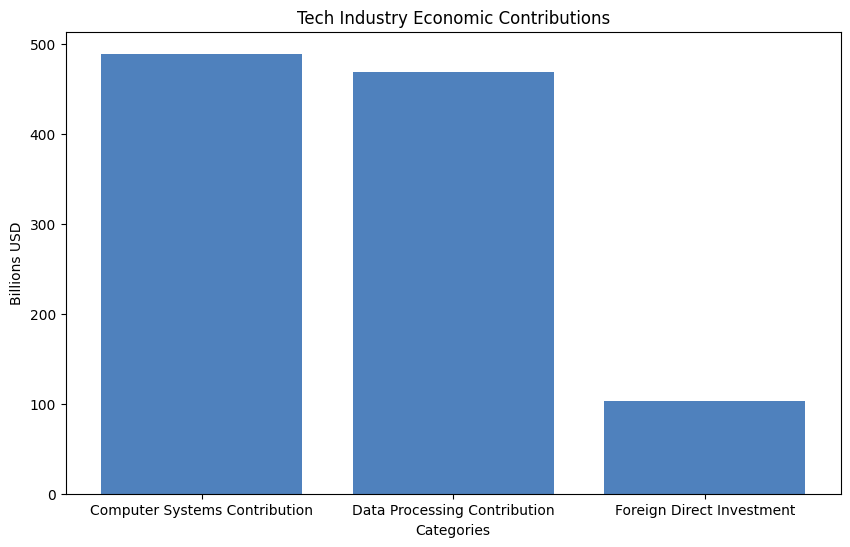 Tech Industry Economic Contributions
500
400
300
200
100
0
Billions USD
Computer Systems Contribution
Data Processing Contribution
Foreign Direct Investment
Categories